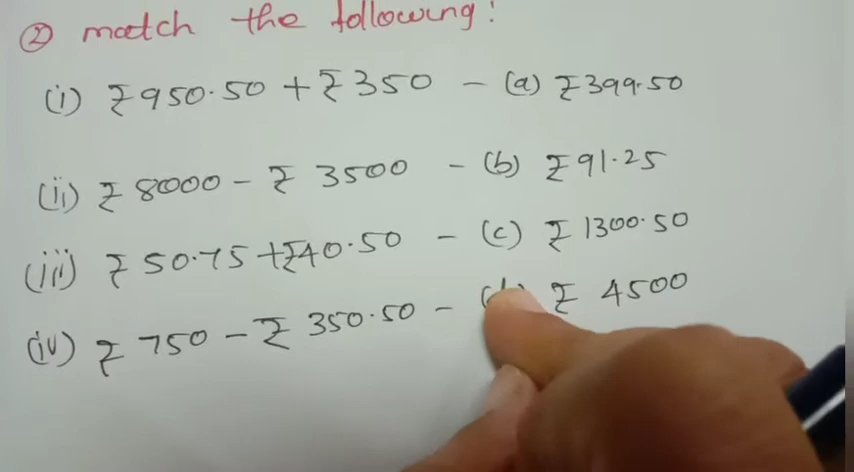 ② match the following:
(i) ₹950.50 + ₹350 - (a) ₹399.50
(ii) ₹8000 - ₹3500 - (b) ₹91.25
(iii) ₹50.75 + ₹40.50 - (c) ₹1300.50
(iv) ₹750 - ₹350.50 - ₹4500